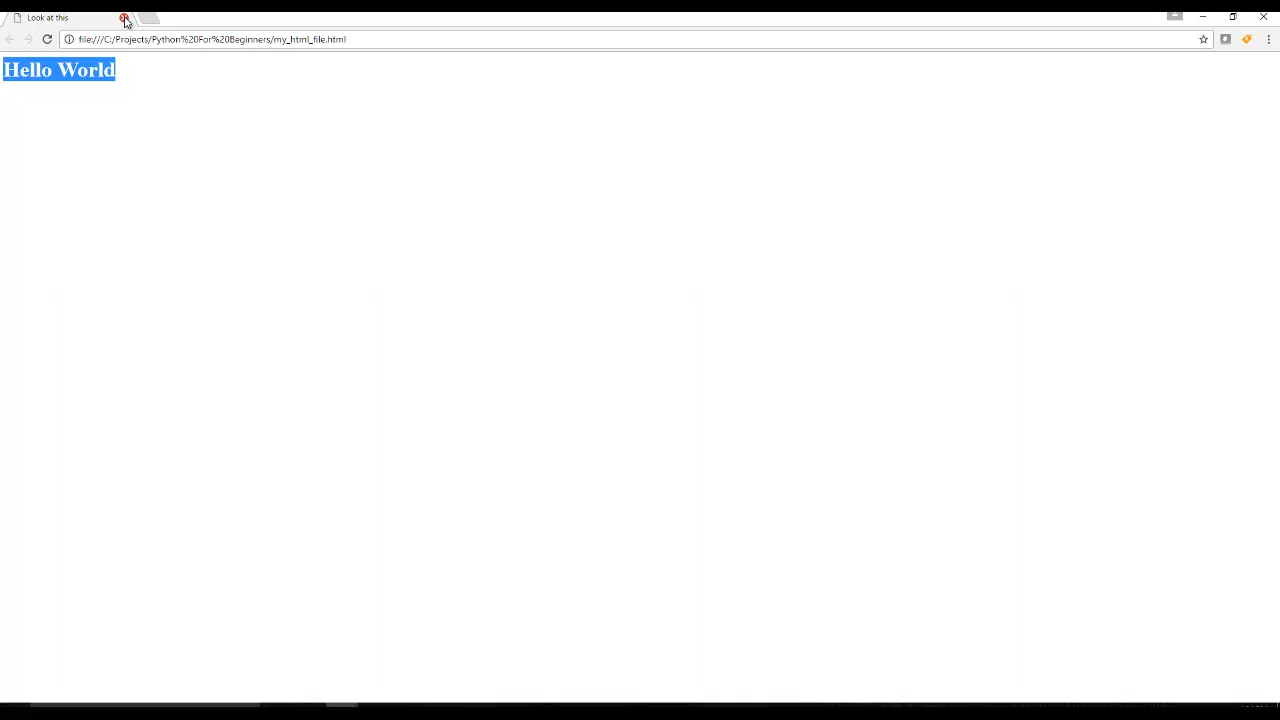 Look at this
file:///C:/Projects/Python%20For%20Beginners/my_html_file.html
Hello World